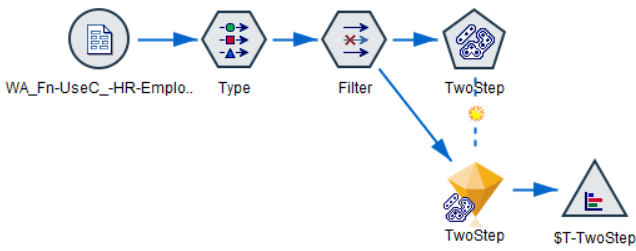 WA_Fn-UseC_-HR-Emplo..
Type
Filter
TwoStep
TwoStep
$T-TwoStep